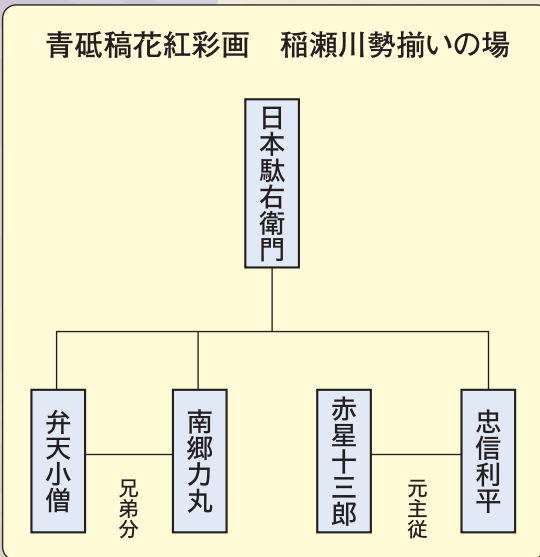 青砥稿花紅彩画　稲瀬川勢揃いの場
日本駄右衛門
弁天小僧
兄弟分
南郷力丸
赤星十三郎
元主従
忠信利平